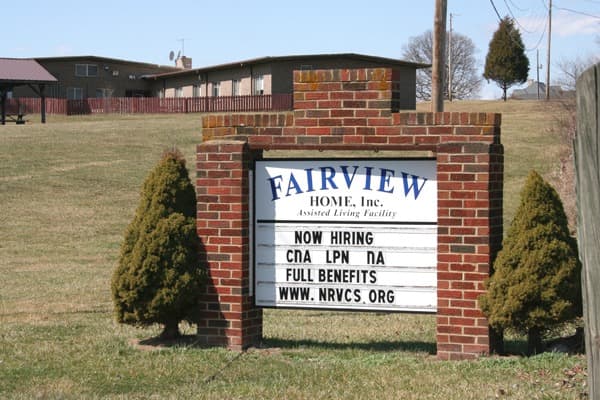 FAIRVIEW
HOME, Inc.
Assisted Living Facility
NOW HIRING
CnA LPN nA
FULL BENEFITS
WWW.NRVCS.ORG